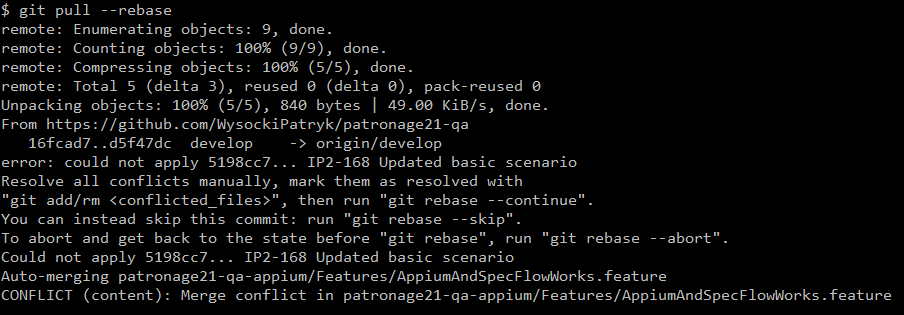 $ git pull --rebase
remote: Enumerating objects: 9, done.
remote: Counting objects: 100% (9/9), done.
remote: Compressing objects: 100% (5/5), done.
remote: Total 5 (delta 3), reused 0 (delta 0), pack-reused 0
Unpacking objects: 100% (5/5), 840 bytes | 49.00 KiB/s, done.
From https://github.com/WysockiPatryk/patronage21-qa
   16fcad7..d5f47dc  develop    -> origin/develop
error: could not apply 5198cc7... IP2-168 Updated basic scenario
Resolve all conflicts manually, mark them as resolved with
"git add/rm <conflicted_files>", then run "git rebase --continue".
You can instead skip this commit: run "git rebase --skip".
To abort and get back to the state before "git rebase", run "git rebase --abort".
Could not apply 5198cc7... IP2-168 Updated basic scenario
Auto-merging patronage21-qa-appium/Features/AppiumAndSpecFlowWorks.feature
CONFLICT (content): Merge conflict in patronage21-qa-appium/Features/AppiumAndSpecFlowWorks.feature